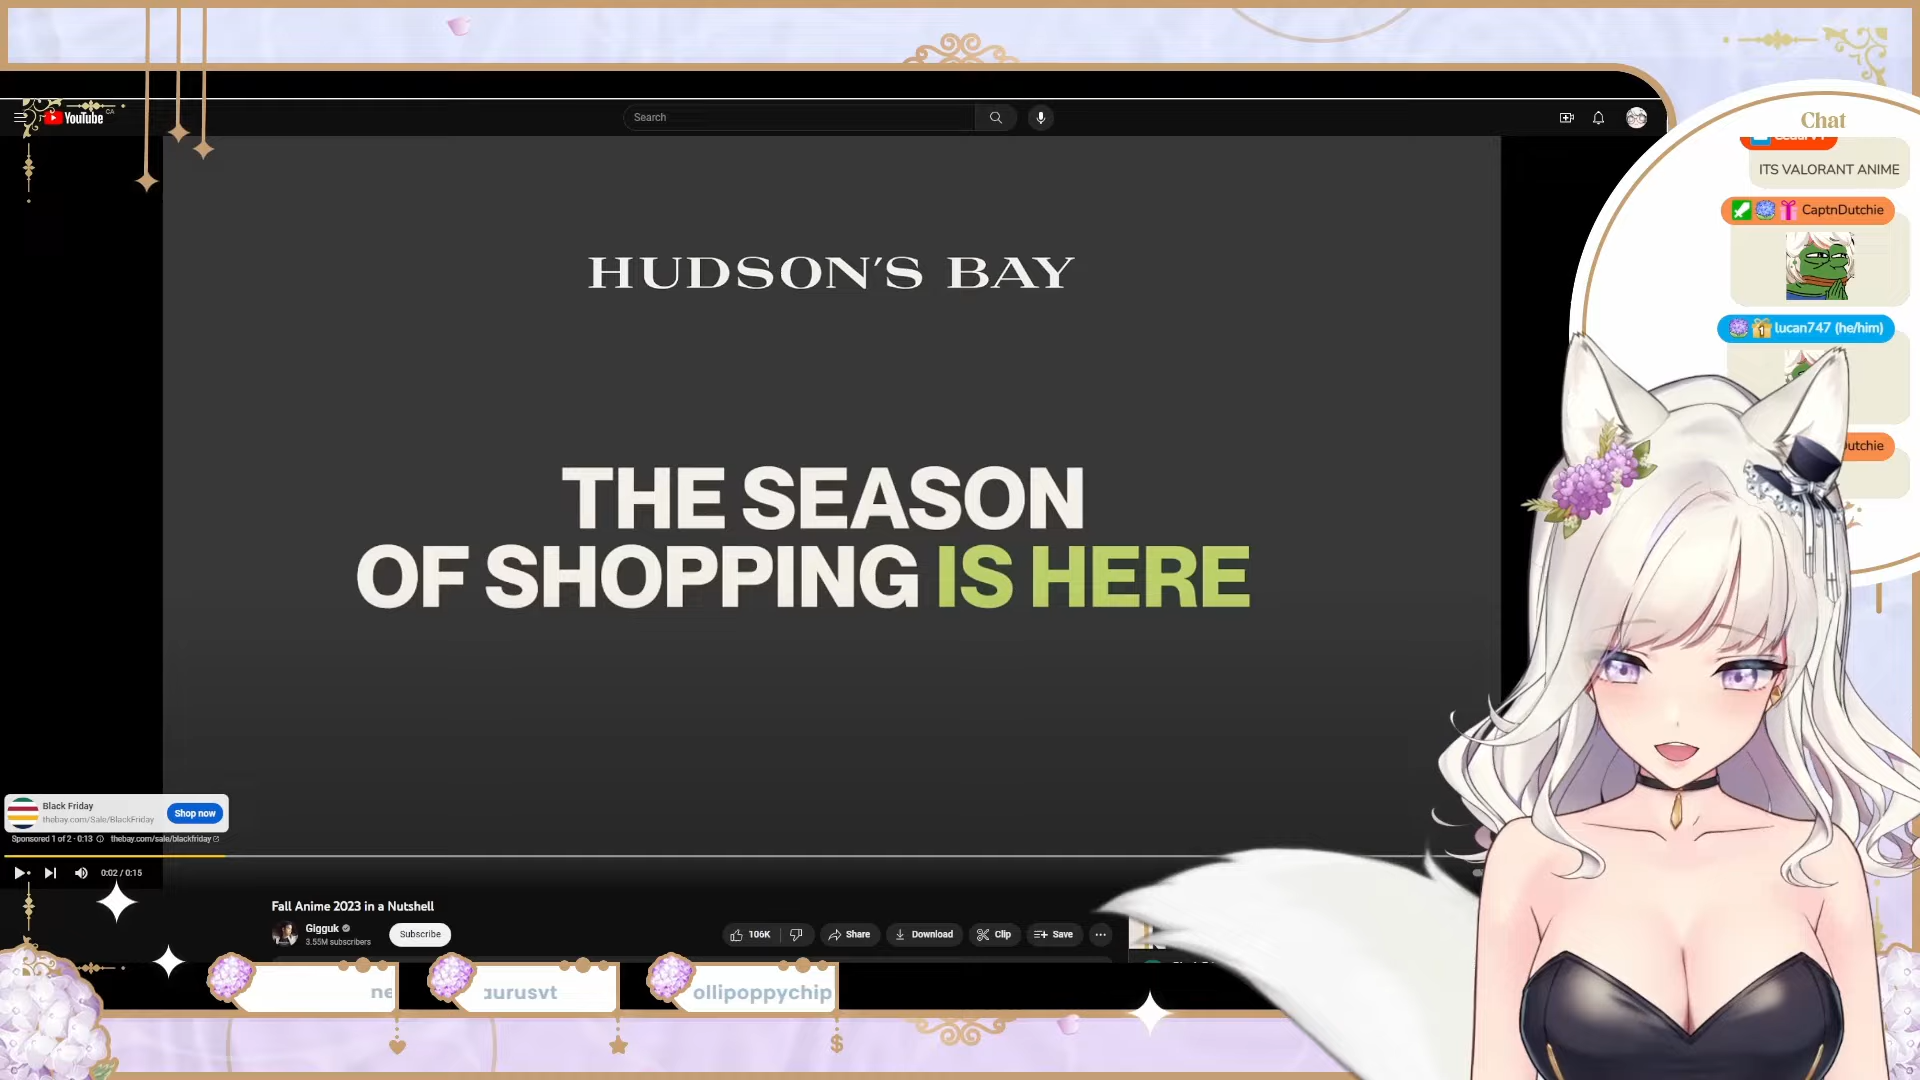 YouTube
CA
Search
Chat
ITS VALORANT ANIME
CaptnDutchie
lucan747 (he/him)
HUDSON'S BAY
THE SEASON
OF SHOPPING IS HERE
Black Friday
thebay.com/Sale/BlackFriday
Shop now
Sponsored 1 of 2 · 0:13
thebay.com/sale/blackfriday
0:02 / 0:15
Fall Anime 2023 in a Nutshell
Gigguk
3.55M subscribers
Subscribe
106K
Share
Download
Clip
Save
ne
aurusvt
ollipoppychip